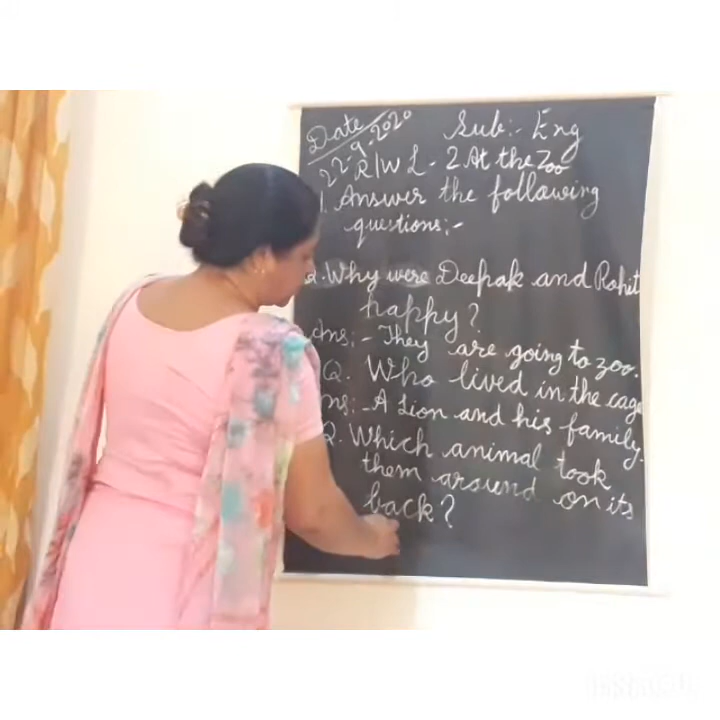 Date Sub:- Eng
22-9-2020
R/W L-2 At the Zoo
1. Answer the following
questions:-
Q. Why were Deepak and Rohit
happy?
Ans:- They are going to zoo.
Q. Who lived in the cage
Ans:- A Lion and his family.
Q. Which animal took
them around on its
back?